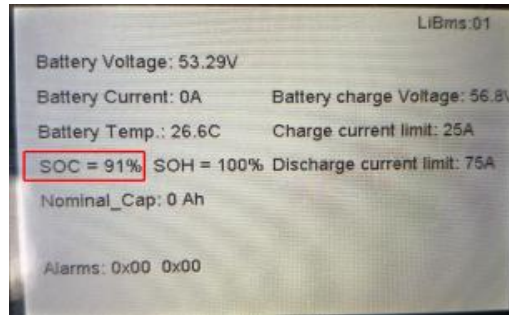 LiBms:01
Battery Voltage: 53.29V
Battery Current: 0A Battery charge Voltage: 56.8V
Battery Temp.: 26.6C Charge current limit: 25A
SOC = 91% SOH = 100% Discharge current limit: 75A
Nominal_Cap: 0 Ah
Alarms: 0x00 0x00